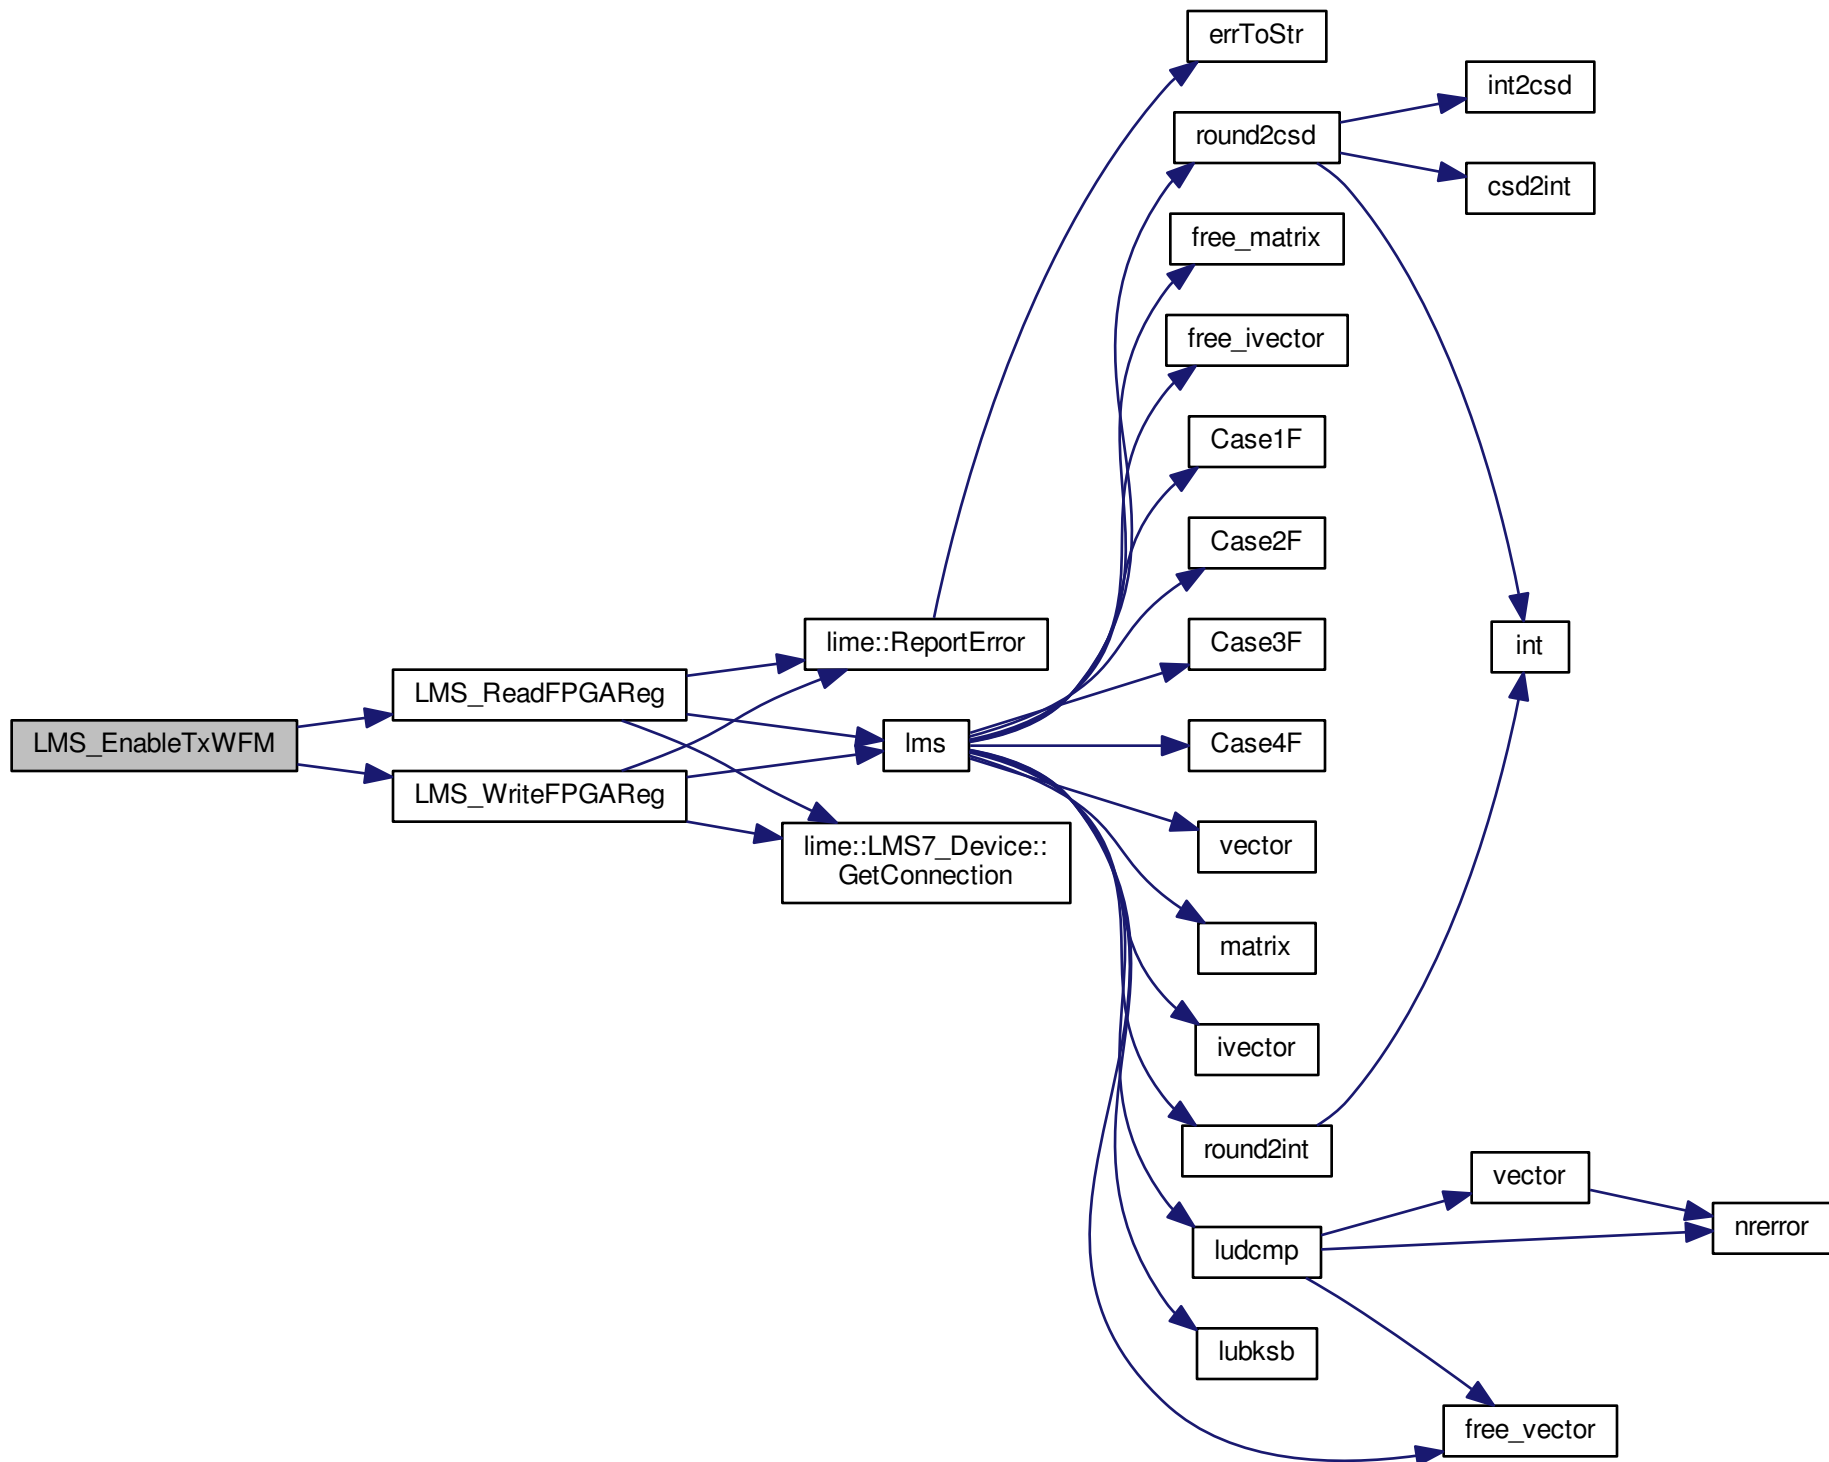 errToStr
int2csd
round2csd
csd2int
free_matrix
free_ivector
Case1F
Case2F
lime::ReportError
Case3F
int
LMS_ReadFPGAReg
LMS_EnableTxWFM
lms
Case4F
LMS_WriteFPGAReg
lime::LMS7_Device::
GetConnection
vector
matrix
ivector
round2int
vector
nrerror
ludcmp
lubksb
free_vector